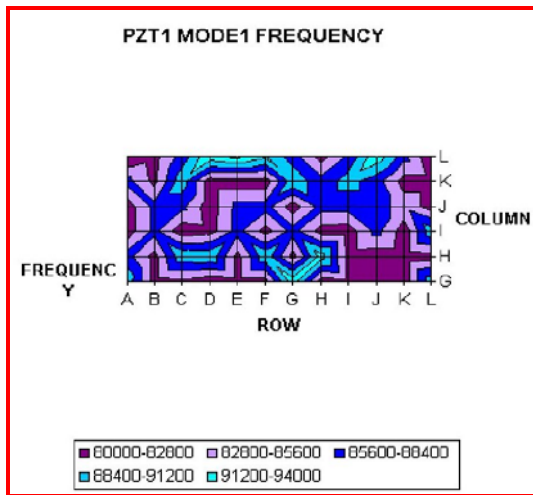 PZT1 MODE1 FREQUENCY
L
K
J
I
H
G
COLUMN
FREQUENC
Y
A B C D E F G H I J K L
ROW
80000-82800 82800-85600 85600-88400
88400-91200 91200-94000